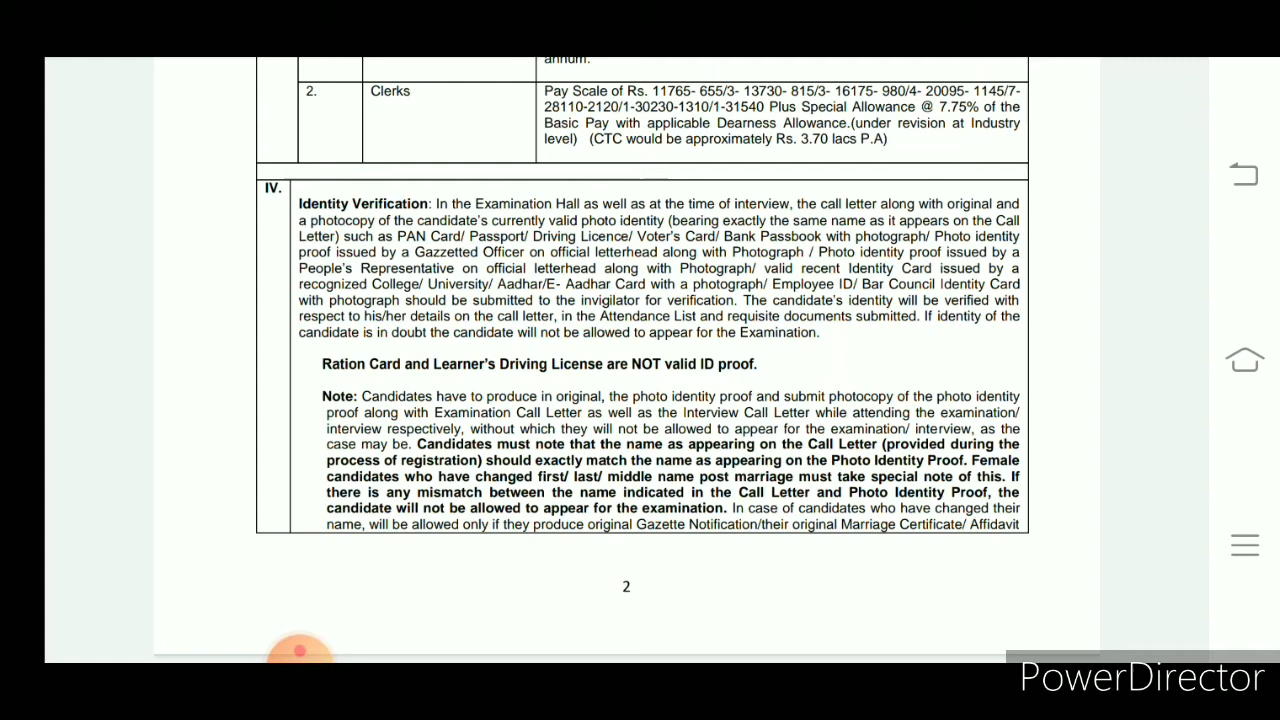 annum.
2. Clerks Pay Scale of Rs. 11765- 655/3- 13730- 815/3- 16175- 980/4- 20095- 1145/7-
28110-2120/1-30230-1310/1-31540 Plus Special Allowance @ 7.75% of the
Basic Pay with applicable Dearness Allowance.(under revision at Industry
level) (CTC would be approximately Rs. 3.70 lacs P.A)
IV.
Identity Verification: In the Examination Hall as well as at the time of interview, the call letter along with original and
a photocopy of the candidate's currently valid photo identity (bearing exactly the same name as it appears on the Call
Letter) such as PAN Card/ Passport/ Driving Licence/ Voter's Card/ Bank Passbook with photograph/ Photo identity
proof issued by a Gazzetted Officer on official letterhead along with Photograph / Photo identity proof issued by a
People's Representative on official letterhead along with Photograph/ valid recent Identity Card issued by a
recognized College/ University/ Aadhar/E- Aadhar Card with a photograph/ Employee ID/ Bar Council Identity Card
with photograph should be submitted to the invigilator for verification. The candidate's identity will be verified with
respect to his/her details on the call letter, in the Attendance List and requisite documents submitted. If identity of the
candidate is in doubt the candidate will not be allowed to appear for the Examination.
Ration Card and Learner's Driving License are NOT valid ID proof.
Note: Candidates have to produce in original, the photo identity proof and submit photocopy of the photo identity
proof along with Examination Call Letter as well as the Interview Call Letter while attending the examination/
interview respectively, without which they will not be allowed to appear for the examination/ interview, as the
case may be. Candidates must note that the name as appearing on the Call Letter (provided during the
process of registration) should exactly match the name as appearing on the Photo Identity Proof. Female
candidates who have changed first/ last/ middle name post marriage must take special note of this. If
there is any mismatch between the name indicated in the Call Letter and Photo Identity Proof, the
candidate will not be allowed to appear for the examination. In case of candidates who have changed their
name, will be allowed only if they produce original Gazette Notification/their original Marriage Certificate/ Affidavit
2
PowerDirector